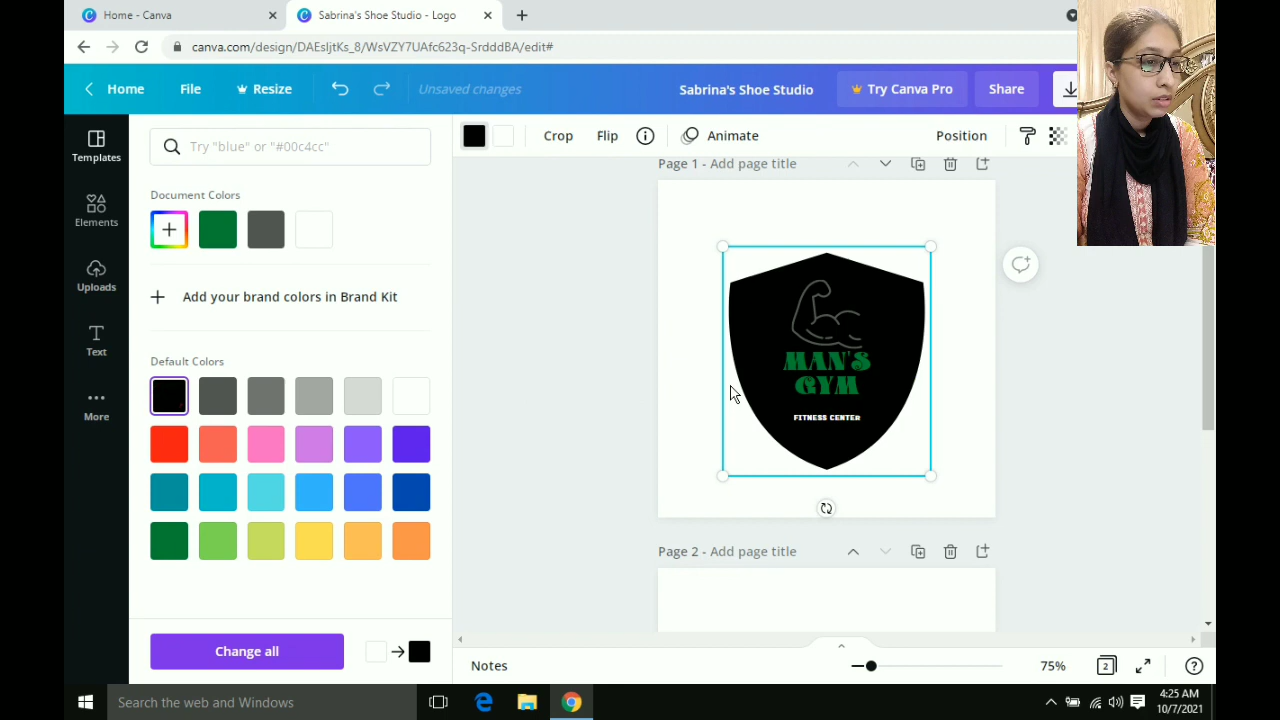 Home - Canva
Sabrina's Shoe Studio - Logo
canva.com/design/DAEsljtKs_8/WsVZY7UAfc623q-SrdddBA/edit#
Home
File
Resize
Unsaved changes
Sabrina's Shoe Studio
Try Canva Pro
Share
Templates
Elements
Uploads
Text
More
Try "blue" or "#00c4cc"
Document Colors
Add your brand colors in Brand Kit
Default Colors
Change all
Crop
Flip
Animate
Position
Page 1 - Add page title
MAN'S
GYM
FITNESS CENTER
Page 2 - Add page title
Notes
75%
2
Search the web and Windows
4:25 AM
10/7/2021